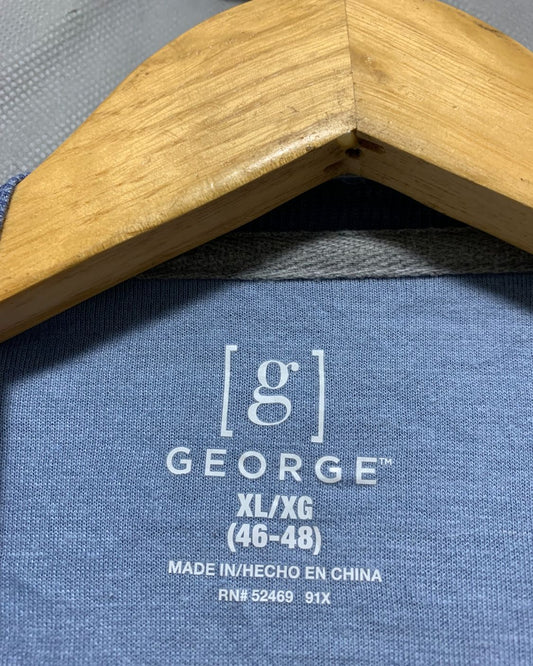 [g]
GEORGE™
XL/XG
(46-48)
MADE IN/HECHO EN CHINA
RN# 52469 91X